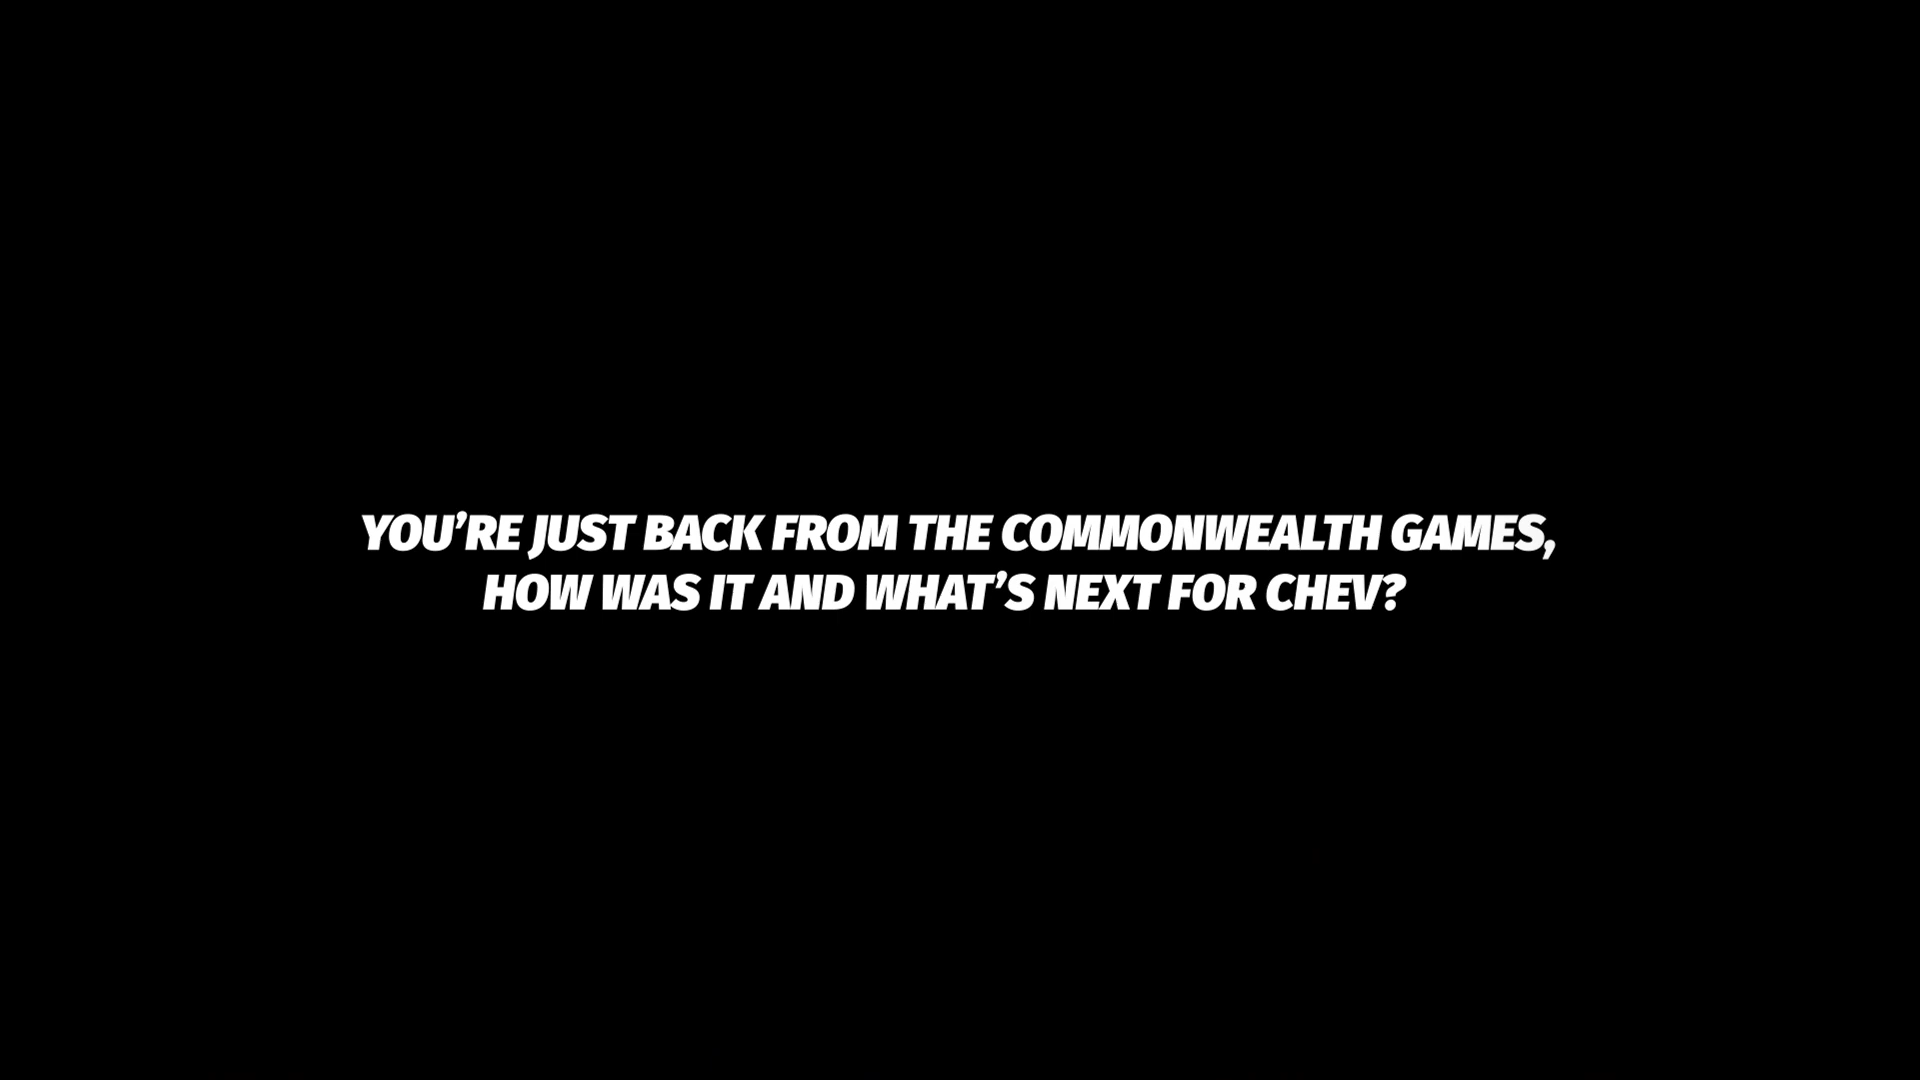 YOU’RE JUST BACK FROM THE COMMONWEALTH GAMES,
HOW WAS IT AND WHAT’S NEXT FOR CHEV?